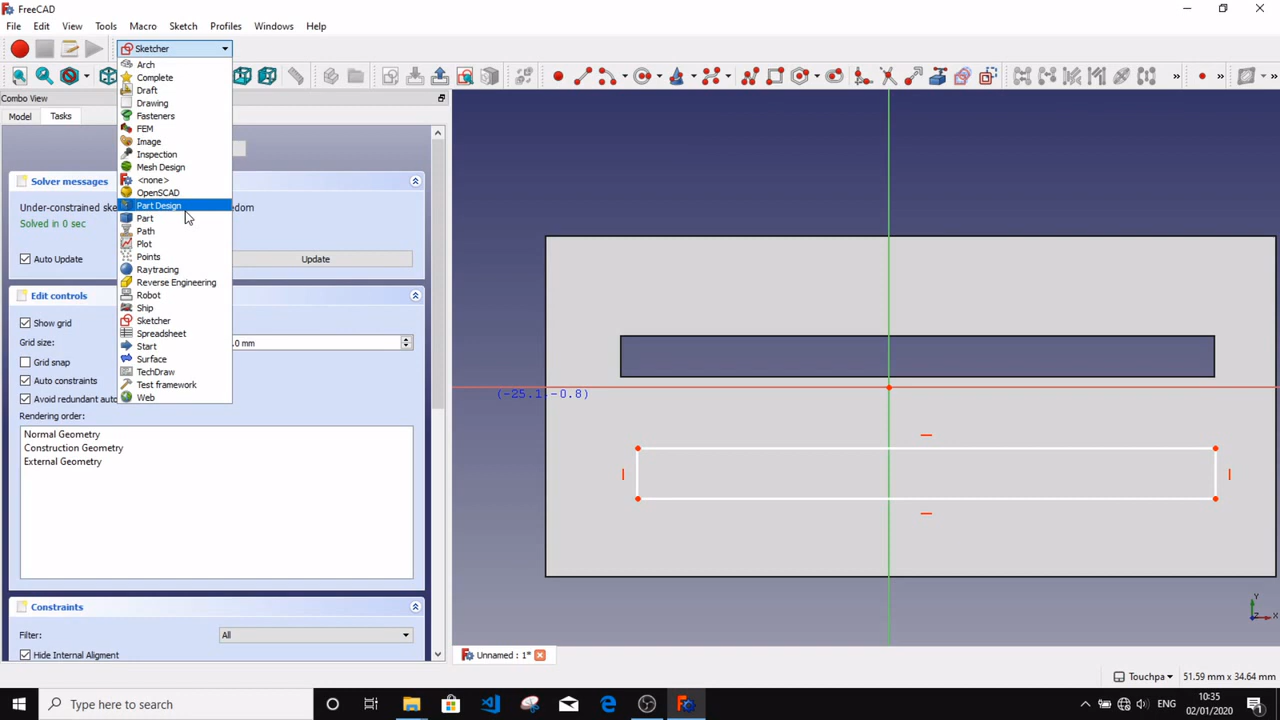 FreeCAD
File Edit View Tools Macro Sketch Profiles Windows Help
Sketcher
Combo View
Model Tasks
Arch
Complete
Draft
Drawing
Fasteners
FEM
Image
Inspection
Mesh Design
<none>
OpenSCAD
Part Design
Part
Path
Plot
Points
Raytracing
Reverse Engineering
Robot
Ship
Sketcher
Spreadsheet
Start
Surface
TechDraw
Test framework
Web
Solver messages
Under-constrained ske
edom
Solved in 0 sec
Auto Update
Update
Edit controls
Show grid
Grid size:
.0 mm
Grid snap
Auto constraints
Avoid redundant auto
Rendering order:
Normal Geometry
Construction Geometry
External Geometry
Constraints
Filter:
All
Hide Internal Aligment
(-25.1,-0.8)
Y
Z
X
Unnamed : 1*
Touchpa
51.59 mm x 34.64 mm
Type here to search
ENG
10:35
02/01/2020